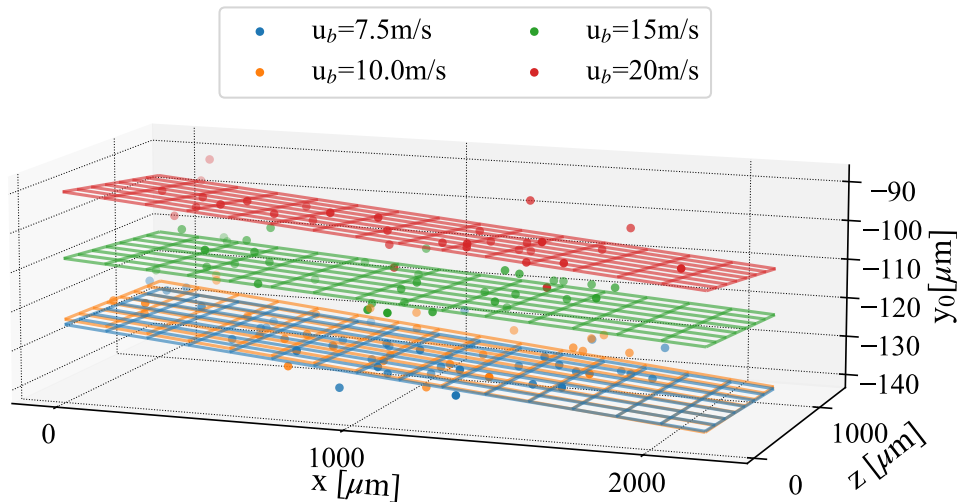 u_b=7.5m/s
u_b=10.0m/s
u_b=15m/s
u_b=20m/s
−90
−100
−110
−120
−130
−140
y₀[μm]
0
1000
2000
x [μm]
0
1000
z [μm]